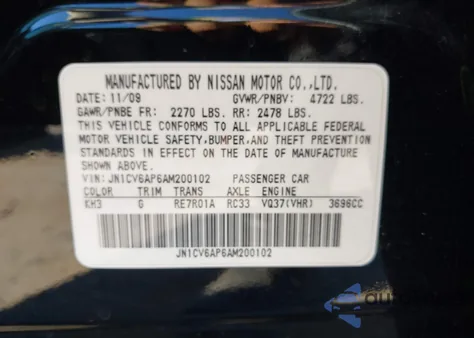 MANUFACTURED BY NISSAN MOTOR CO.,LTD.
DATE: 11/09 GVWR/PNBV: 4722 LBS.
GAWR/PNBE FR: 2270 LBS. RR: 2478 LBS.
THIS VEHICLE CONFORMS TO ALL APPLICABLE FEDERAL
MOTOR VEHICLE SAFETY,BUMPER,AND THEFT PREVENTION
STANDARDS IN EFFECT ON THE DATE OF MANUFACTURE
SHOWN ABOVE.
VIN: JN1CV6AP6AM200102 PASSENGER CAR
COLOR TRIM TRANS AXLE ENGINE
KH3 G RE7R01A RC33 VQ37(VHR) 3696CC
JN1CV6AP6AM200102